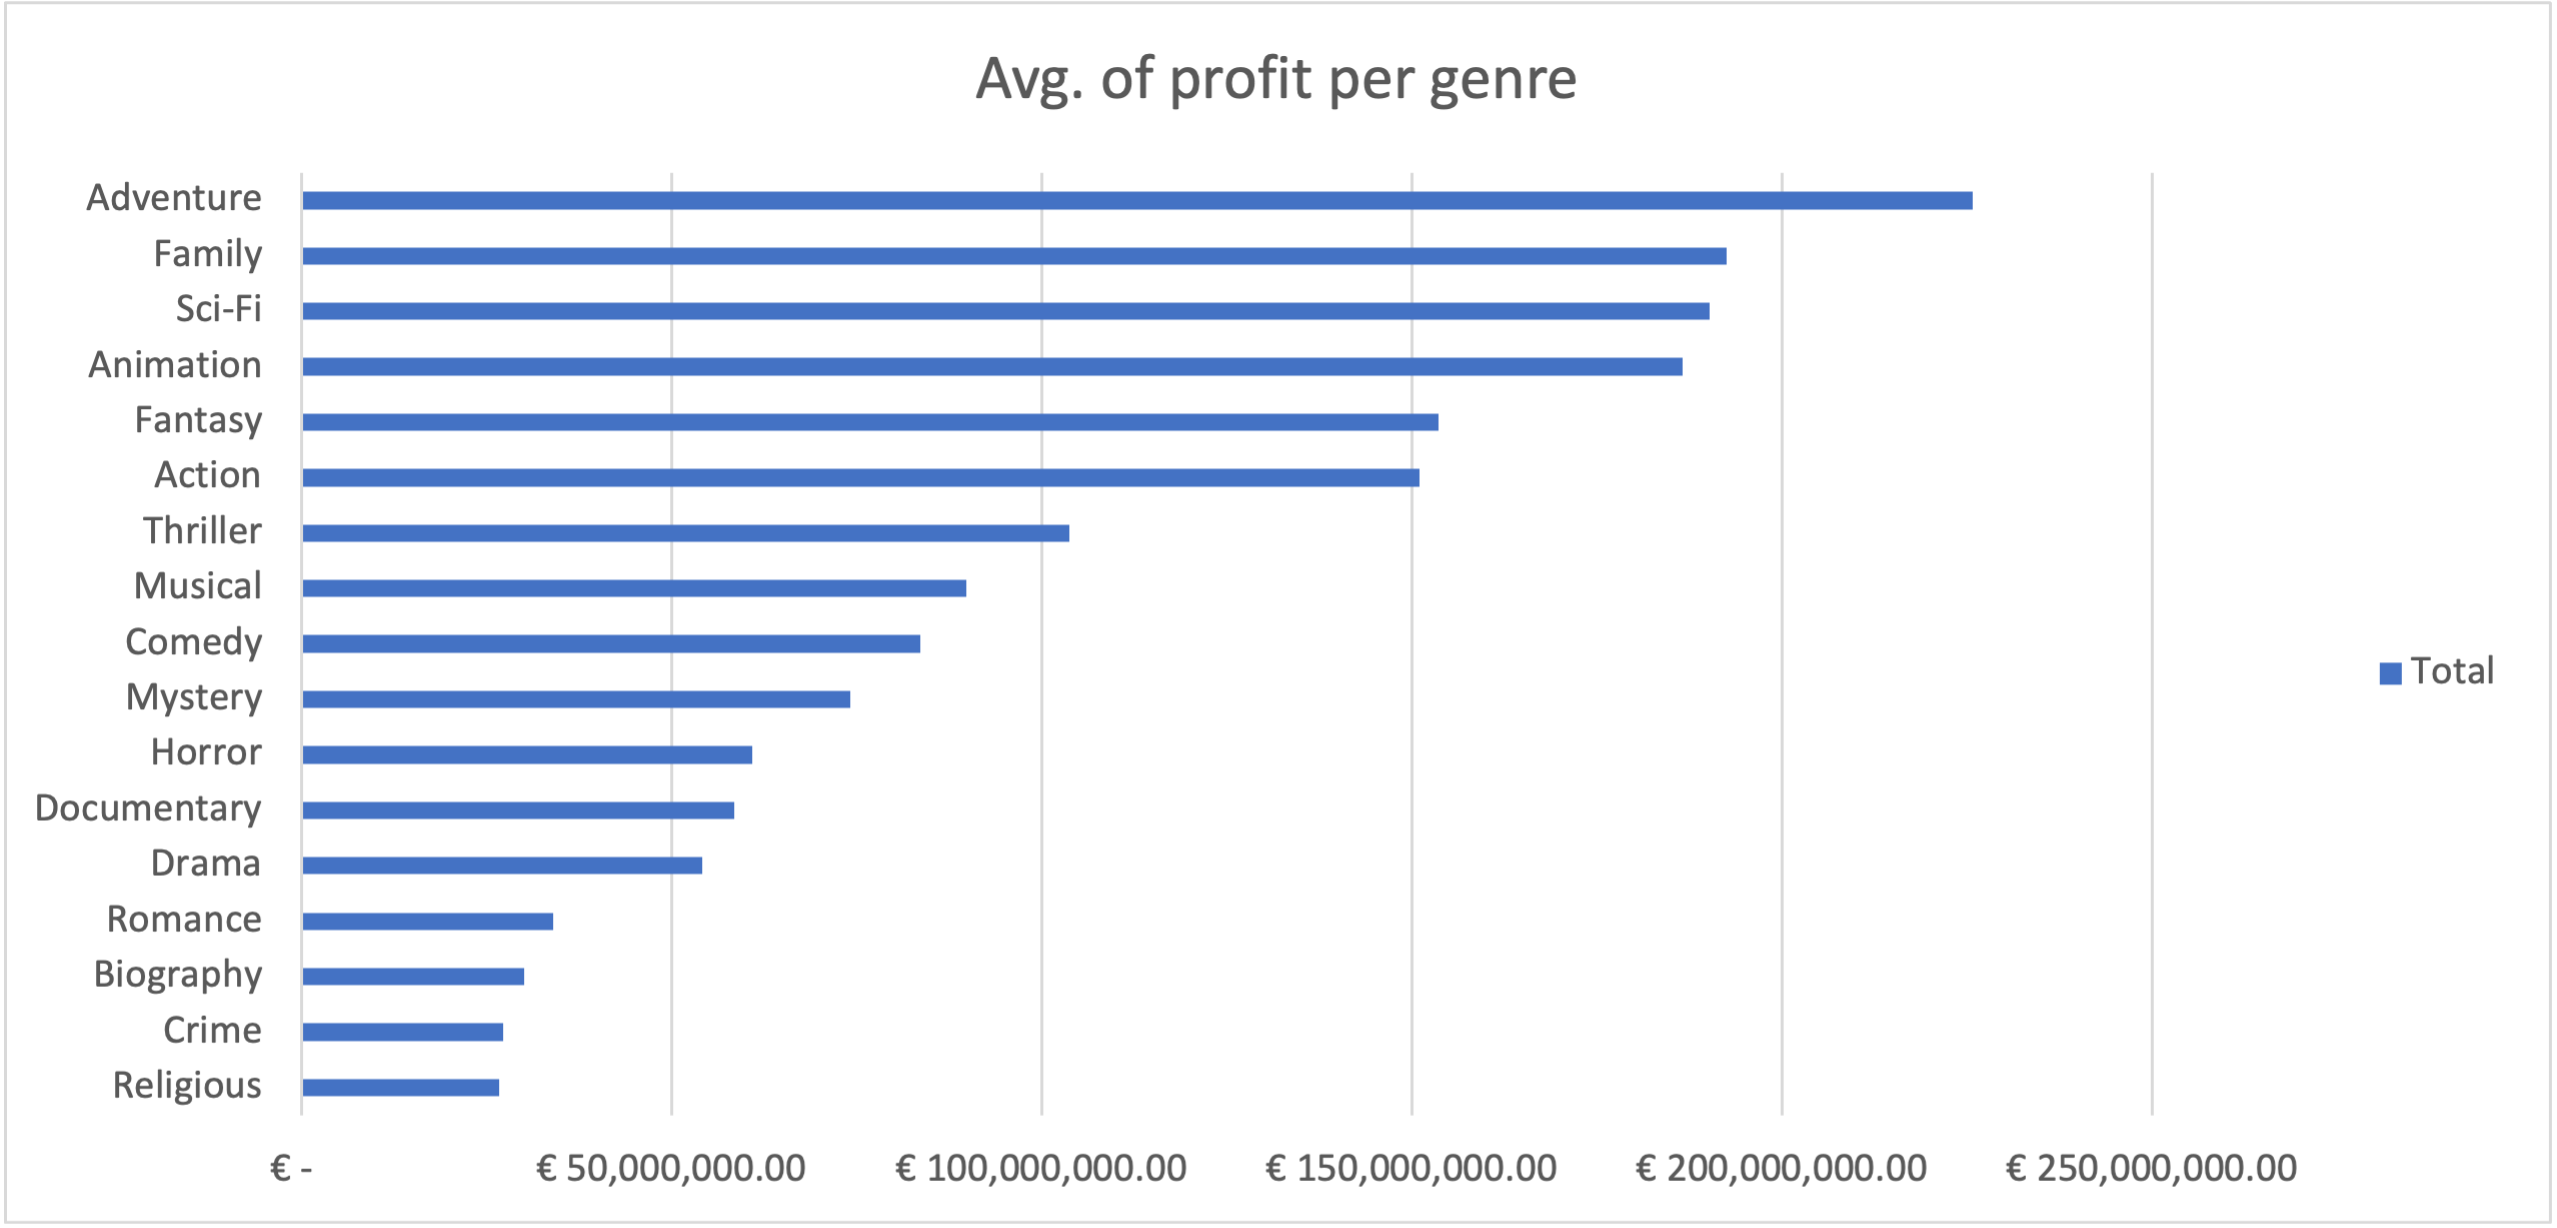 Avg. of profit per genre
Adventure
Family
Sci-Fi
Animation
Fantasy
Action
Thriller
Musical
Comedy
Mystery
Horror
Documentary
Drama
Romance
Biography
Crime
Religious
Total
€ - € 50,000,000.00 € 100,000,000.00 € 150,000,000.00 € 200,000,000.00 € 250,000,000.00